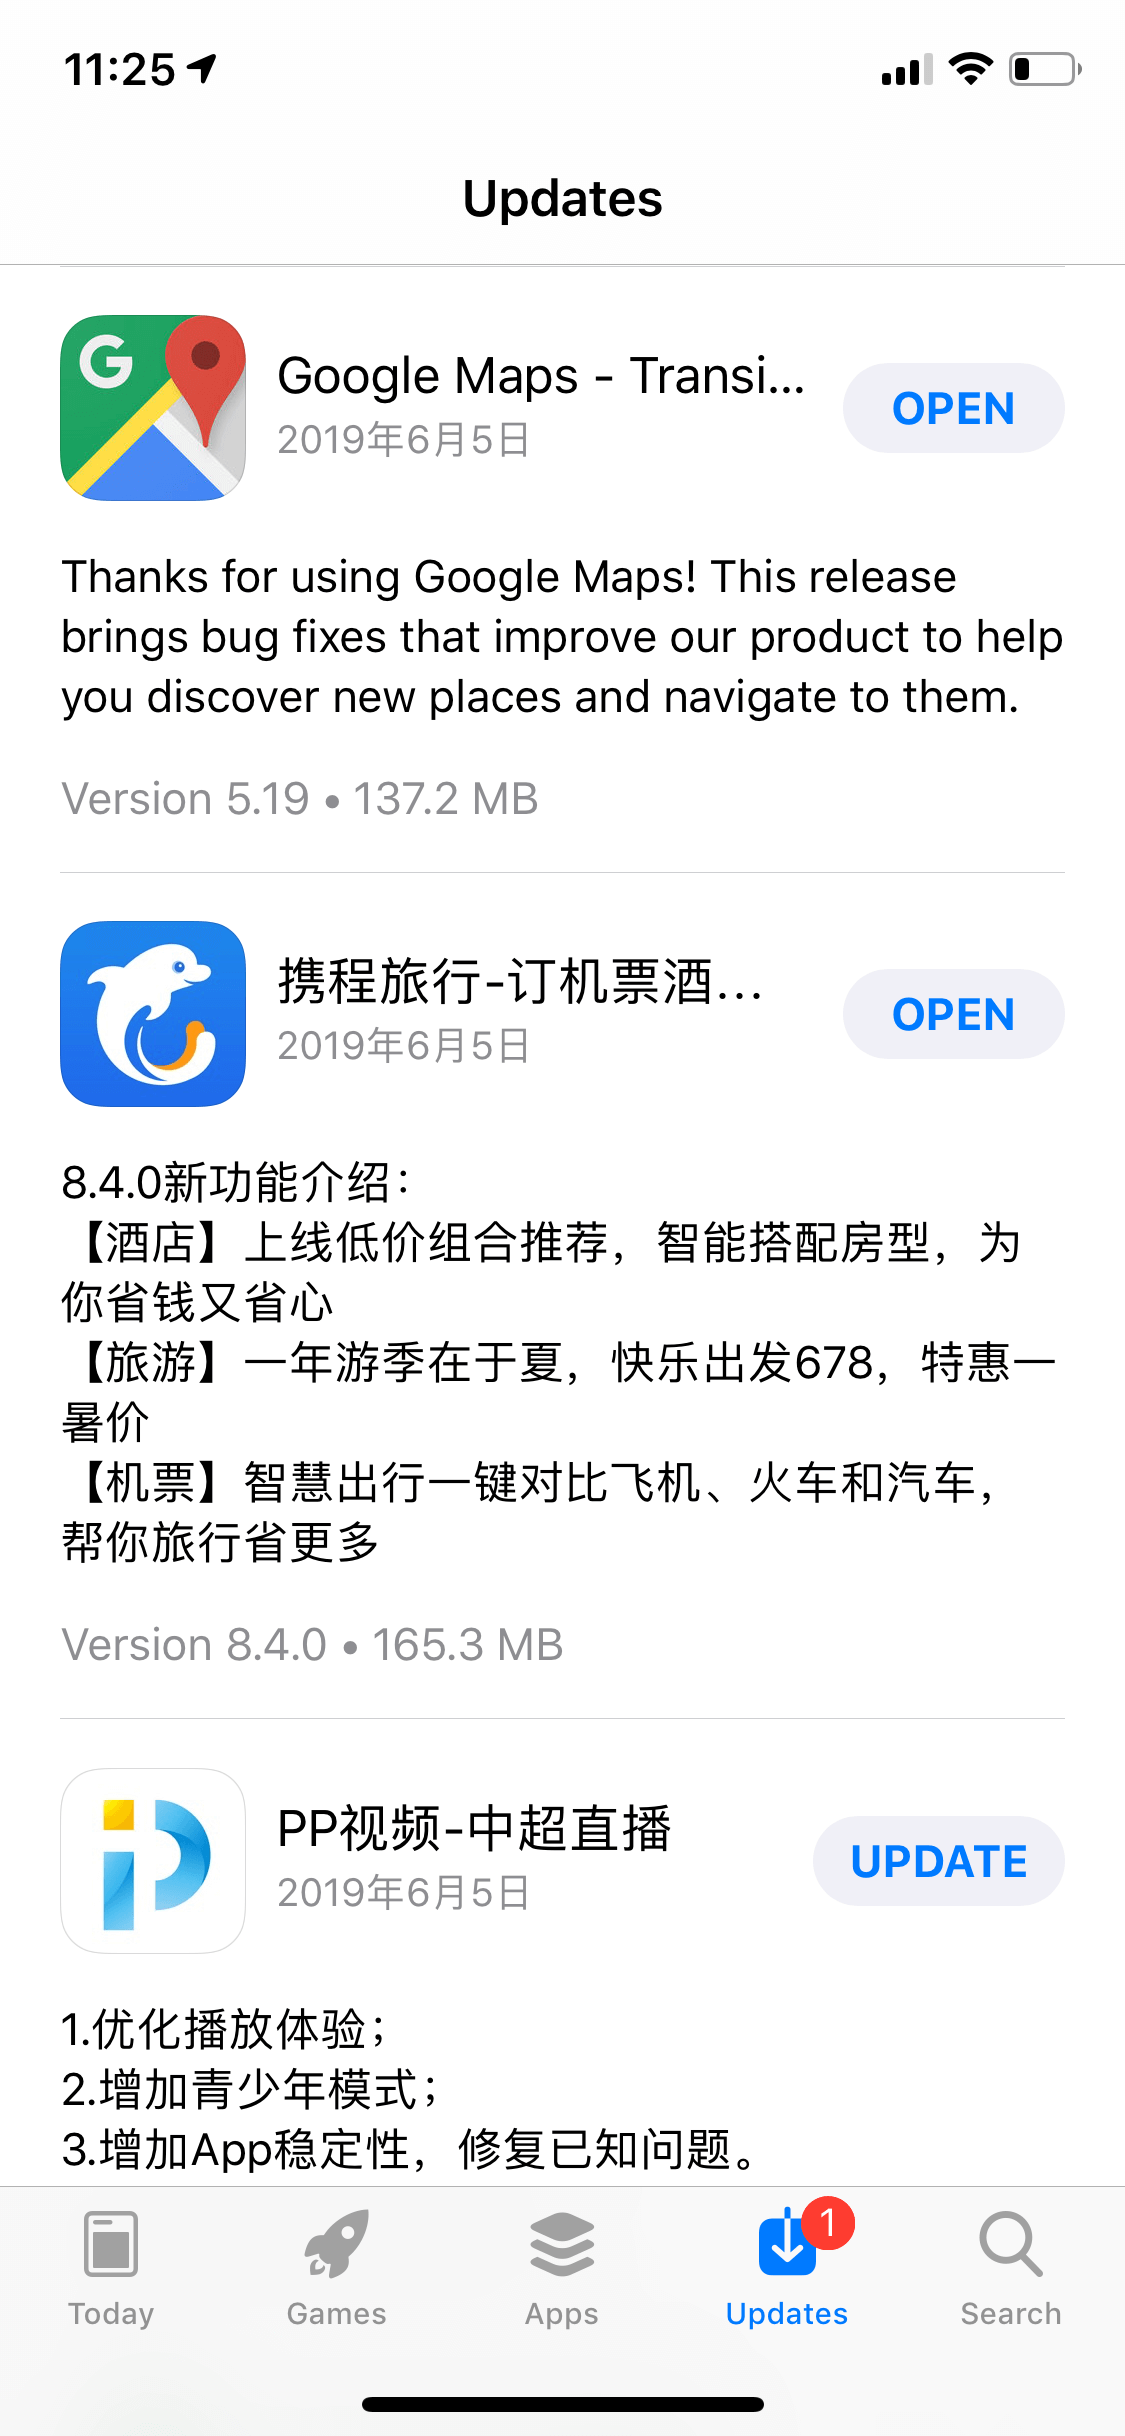 11:25
Updates
Google Maps - Transi...
2019年6月5日
OPEN
Thanks for using Google Maps! This release
brings bug fixes that improve our product to help
you discover new places and navigate to them.
Version 5.19 • 137.2 MB
携程旅行-订机票酒...
2019年6月5日
OPEN
8.4.0新功能介绍：
【酒店】上线低价组合推荐，智能搭配房型，为
你省钱又省心
【旅游】一年游季在于夏，快乐出发678，特惠一
暑价
【机票】智慧出行一键对比飞机、火车和汽车，
帮你旅行省更多
Version 8.4.0 • 165.3 MB
PP视频-中超直播
2019年6月5日
UPDATE
1.优化播放体验；
2.增加青少年模式；
3.增加App稳定性，修复已知问题。
1
Today
Games
Apps
Updates
Search